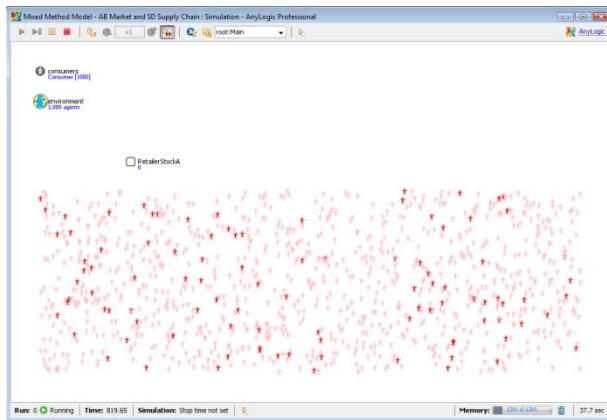 Mixed Method Model - AB Market and SD Supply Chain : Simulation - AnyLogic Professional
x1
root:Main
AnyLogic
consumers
Consumer [1000]
environment
1,000 agents
RetailerStockA
0
Run: 0 Running Time: 819.65 Simulation: Stop time not set Memory: 37.7 sec